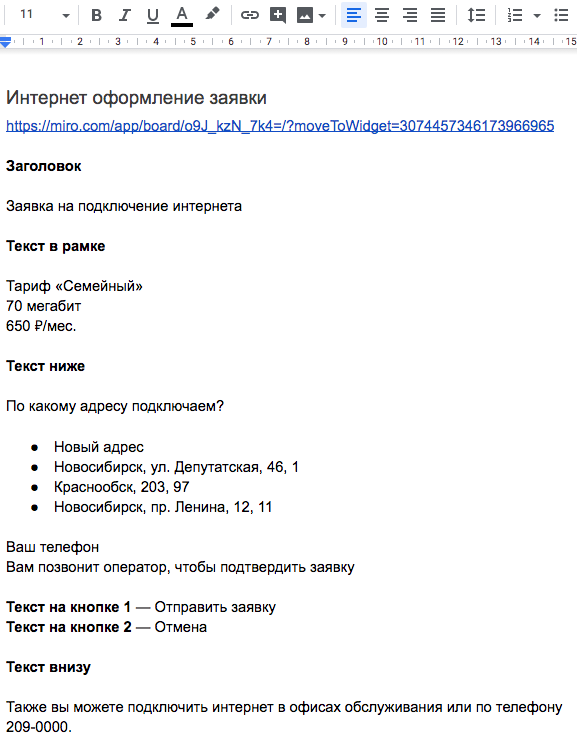 11 B I U A
1 2 3 4 5 6 7 8 9 10 11 12 13 14 15
Интернет оформление заявки
https://miro.com/app/board/o9J_kzN_7k4=/?moveToWidget=3074457346173966965
Заголовок
Заявка на подключение интернета
Текст в рамке
Тариф «Семейный»
70 мегабит
650 ₽/мес.
Текст ниже
По какому адресу подключаем?
● Новый адрес
● Новосибирск, ул. Депутатская, 46, 1
● Краснообск, 203, 97
● Новосибирск, пр. Ленина, 12, 11
Ваш телефон
Вам позвонит оператор, чтобы подтвердить заявку
Текст на кнопке 1 — Отправить заявку
Текст на кнопке 2 — Отмена
Текст внизу
Также вы можете подключить интернет в офисах обслуживания или по телефону
209-0000.